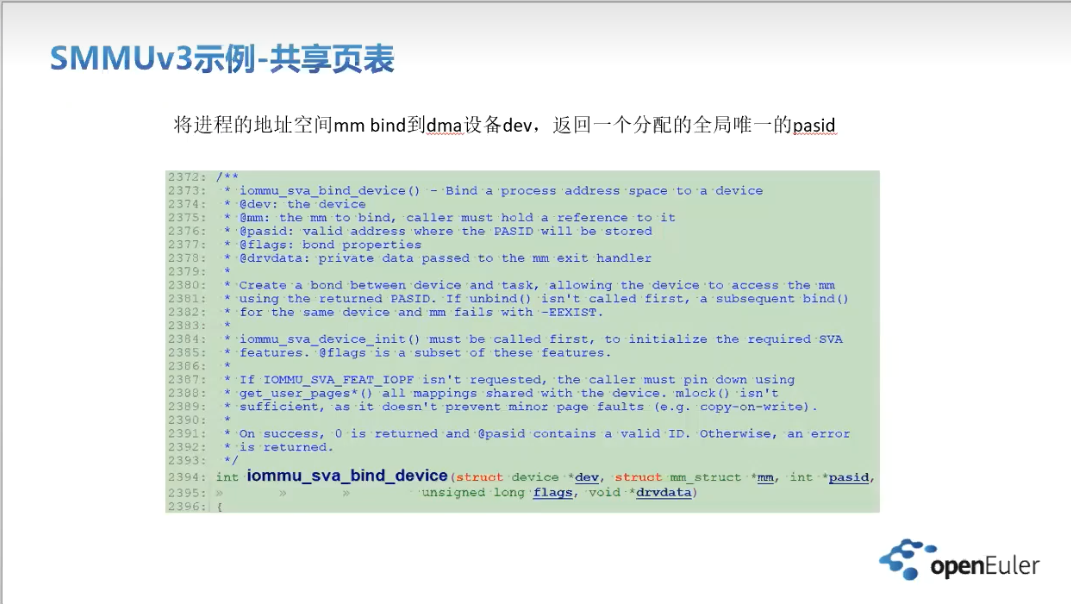 SMMUv3示例-共享页表
将进程的地址空间mm bind到dma设备dev，返回一个分配的全局唯一的pasid
2372: /**
2373: * iommu_sva_bind_device() - Bind a process address space to a device
2374: * @dev: the device
2375: * @mm: the mm to bind, caller must hold a reference to it
2376: * @pasid: valid address where the PASID will be stored
2377: * @flags: bond properties
2378: * @drvdata: private data passed to the mm exit handler
2379: *
2380: * Create a bond between device and task, allowing the device to access the mm
2381: * using the returned PASID. If unbind() isn't called first, a subsequent bind()
2382: * for the same device and mm fails with -EEXIST.
2383: *
2384: * iommu_sva_device_init() must be called first, to initialize the required SVA
2385: * features. @flags is a subset of these features.
2386: *
2387: * If IOMMU_SVA_FEAT_IOPF isn't requested, the caller must pin down using
2388: * get_user_pages*() all mappings shared with the device. mlock() isn't
2389: * sufficient, as it doesn't prevent minor page faults (e.g. copy-on-write).
2390: *
2391: * On success, 0 is returned and @pasid contains a valid ID. Otherwise, an error
2392: * is returned.
2393: */
2394: int iommu_sva_bind_device(struct device *dev, struct mm_struct *mm, int *pasid,
2395: » » » unsigned long flags, void *drvdata)
2396: {
openEuler